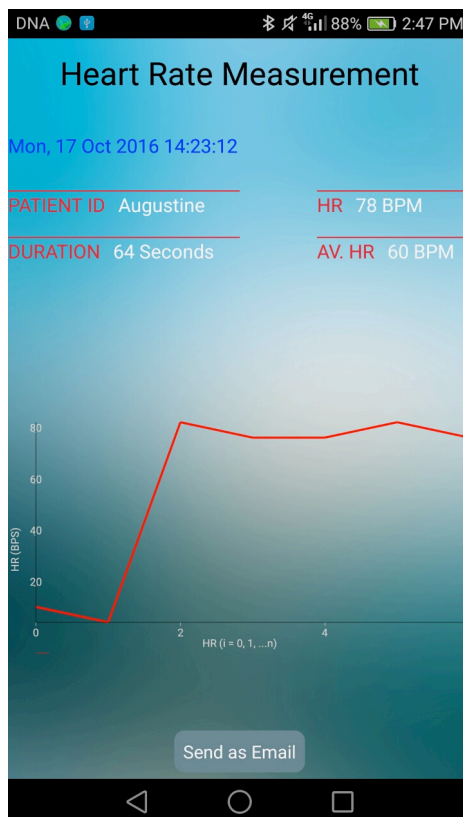 DNA 4G 88% 2:47 PM
Heart Rate Measurement
Mon, 17 Oct 2016 14:23:12
PATIENT ID Augustine HR 78 BPM
DURATION 64 Seconds AV. HR 60 BPM
80
60
40
20
HR (BPS)
0 2 4
HR (i = 0, 1, ...n)
Send as Email